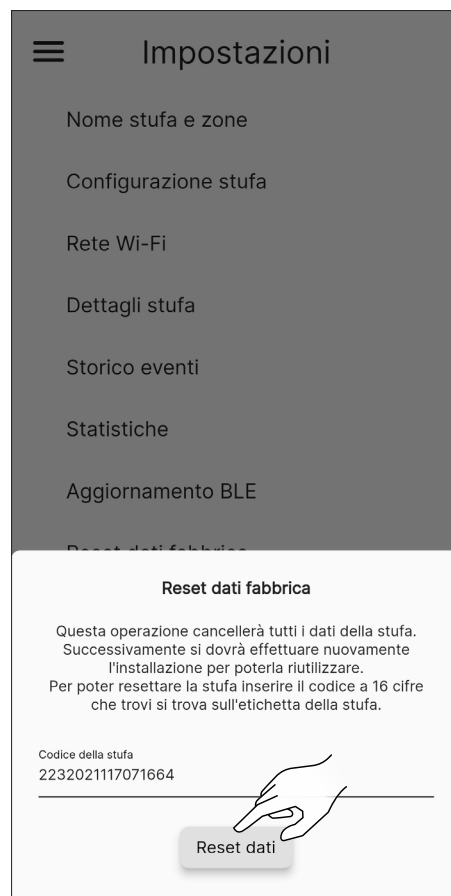 Impostazioni
Nome stufa e zone
Configurazione stufa
Rete Wi-Fi
Dettagli stufa
Storico eventi
Statistiche
Aggiornamento BLE
Reset dati fabbrica
Reset dati fabbrica
Questa operazione cancellerà tutti i dati della stufa.
Successivamente si dovrà effettuare nuovamente
l'installazione per poterla riutilizzare.
Per poter resettare la stufa inserire il codice a 16 cifre
che trovi si trova sull'etichetta della stufa.
Codice della stufa
2232021117071664
Reset dati